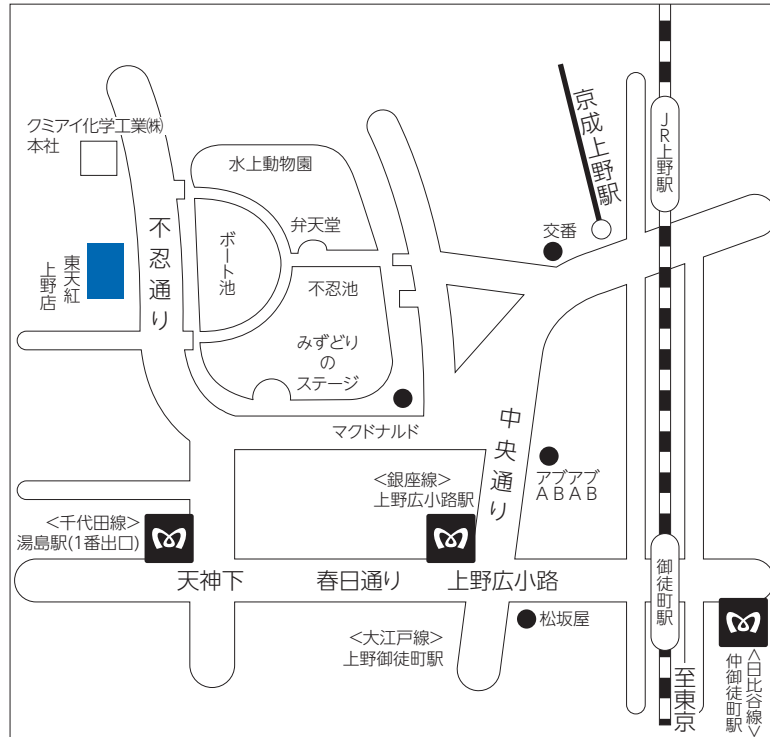 クミアイ化学工業㈱
本社
水上動物園
京成上野駅
JR上野駅
弁天堂
交番
不忍通り
ボート池
東天紅
上野店
不忍池
みずどり
の
ステージ
マクドナルド
中央通り
アブアブ
ABAB
<銀座線>
上野広小路駅
<千代田線>
湯島駅(1番出口)
天神下
春日通り
上野広小路
御徒町駅
松坂屋
<大江戸線>
上野御徒町駅
至東京
<日比谷線>
仲御徒町駅